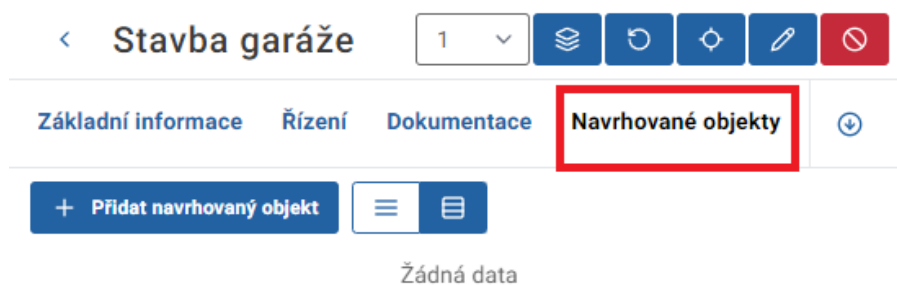 Stavba garáže 1
Základní informace Řízení Dokumentace Navrhované objekty
Přidat navrhovaný objekt
Žádná data